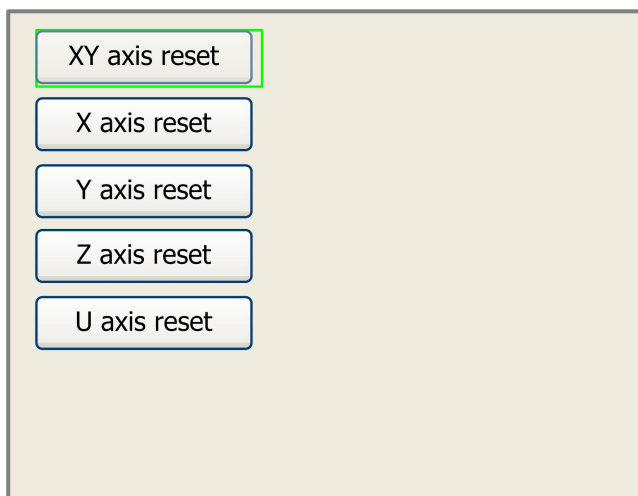 XY axis reset
X axis reset
Y axis reset
Z axis reset
U axis reset